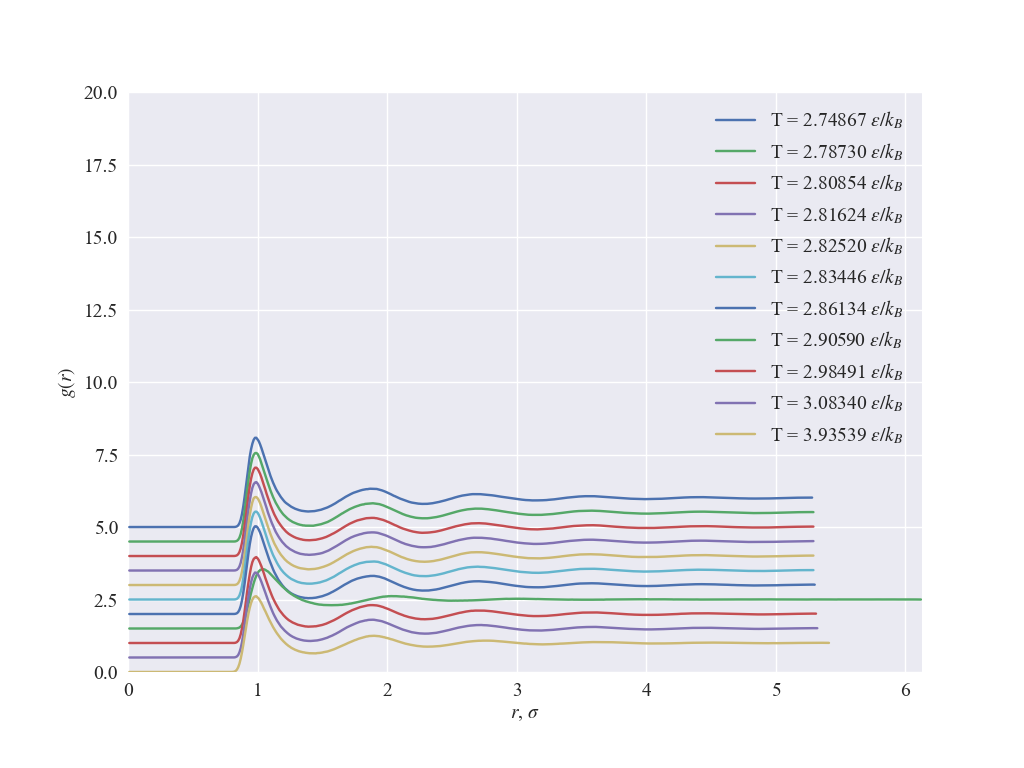 20.0
17.5
15.0
12.5
10.0
7.5
5.0
2.5
0.0
g(r)
0 1 2 3 4 5 6
r, σ
T = 2.74867 ε/k_B
T = 2.78730 ε/k_B
T = 2.80854 ε/k_B
T = 2.81624 ε/k_B
T = 2.82520 ε/k_B
T = 2.83446 ε/k_B
T = 2.86134 ε/k_B
T = 2.90590 ε/k_B
T = 2.98491 ε/k_B
T = 3.08340 ε/k_B
T = 3.93539 ε/k_B